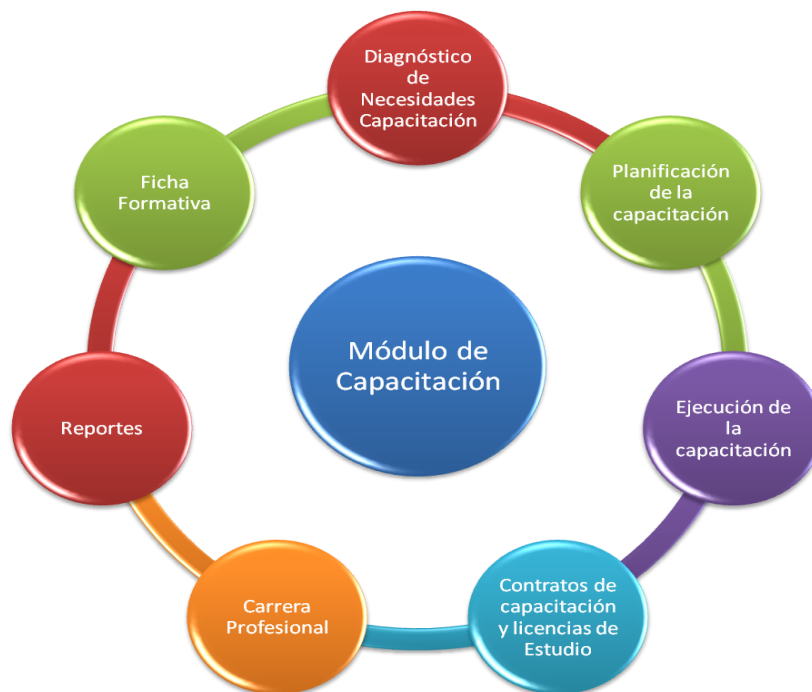 Diagnóstico
de
Necesidades
Capacitación
Planificación
de la
capacitación
Ejecución de
la
capacitación
Contratos de
capacitación
y licencias de
Estudio
Carrera
Profesional
Reportes
Ficha
Formativa
Módulo de
Capacitación